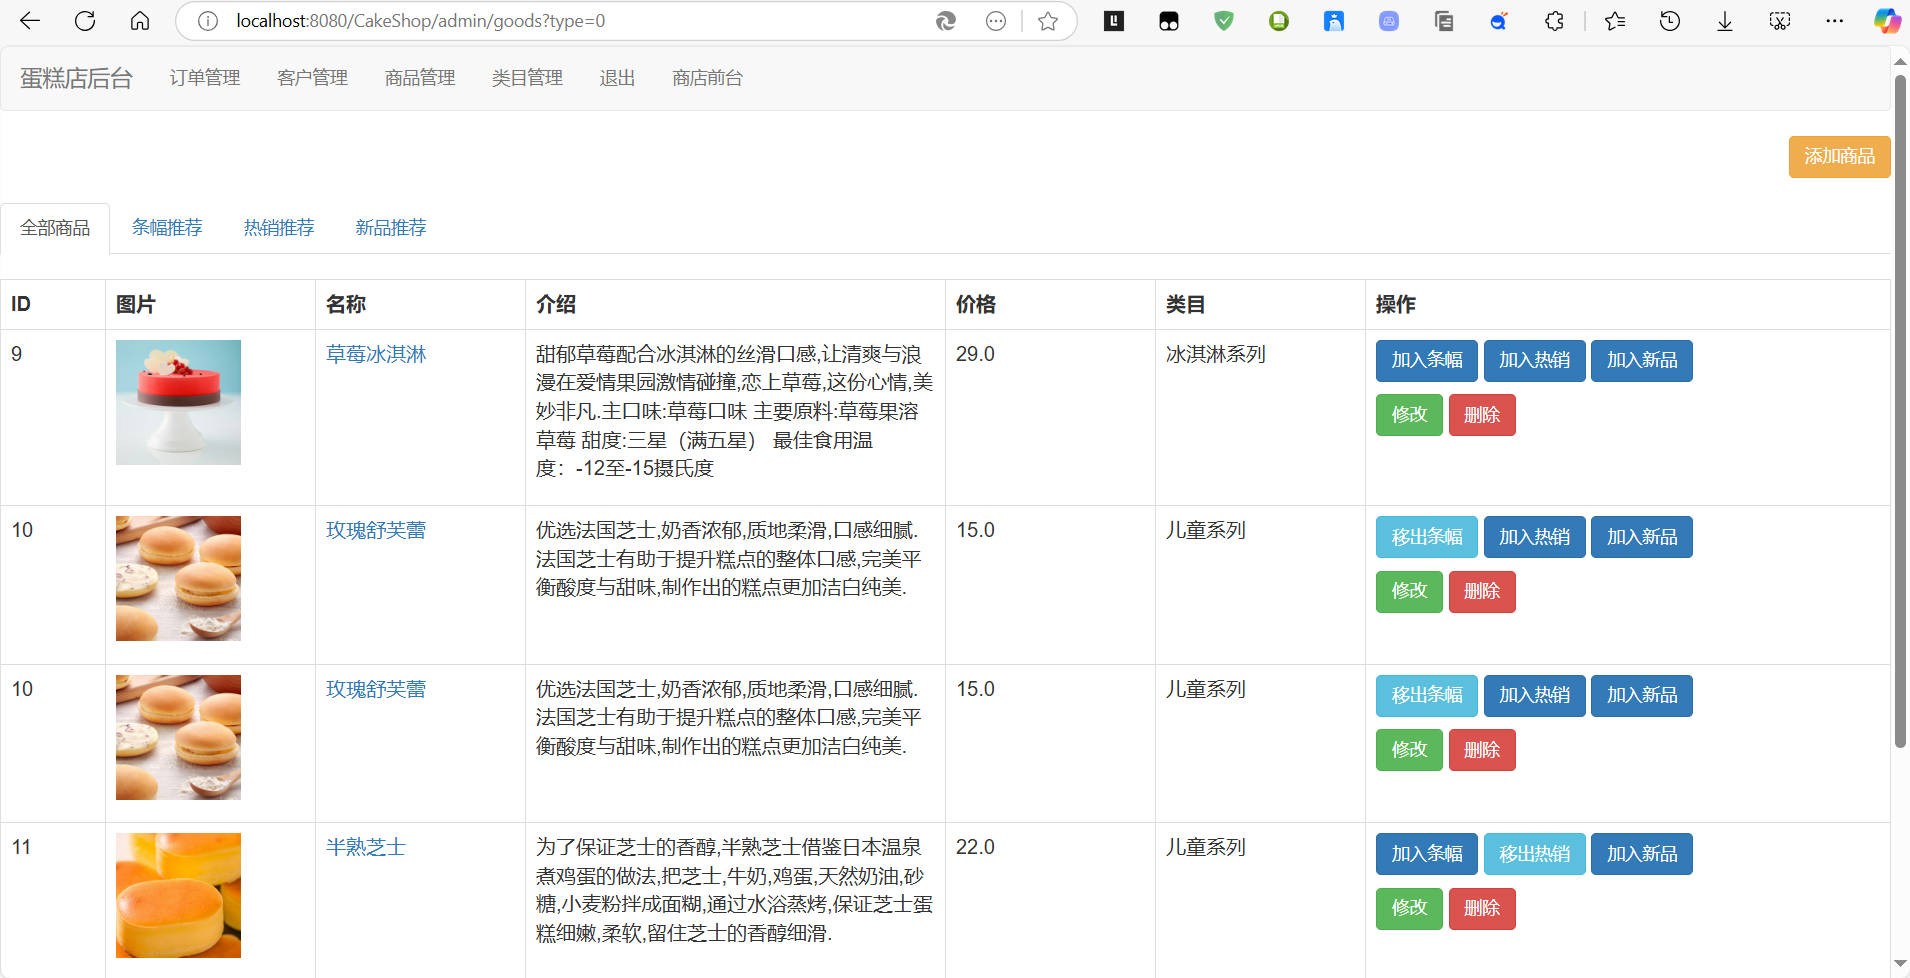 localhost:8080/CakeShop/admin/goods?type=0
蛋糕店后台 订单管理 客户管理 商品管理 类目管理 退出 商店前台
添加商品
全部商品 条幅推荐 热销推荐 新品推荐
ID 图片 名称 介绍 价格 类目 操作
9 草莓冰淇淋 甜郁草莓配合冰淇淋的丝滑口感,让清爽与浪 29.0 冰淇淋系列 加入条幅 加入热销 加入新品
漫在爱情果园激情碰撞,恋上草莓,这份心情,美
妙非凡.主口味:草莓口味 主要原料:草莓果溶
草莓 甜度:三星（满五星） 最佳食用温
度：-12至-15摄氏度
修改 删除
10 玫瑰舒芙蕾 优选法国芝士,奶香浓郁,质地柔滑,口感细腻. 15.0 儿童系列 移出条幅 加入热销 加入新品
法国芝士有助于提升糕点的整体口感,完美平
衡酸度与甜味,制作出的糕点更加洁白纯美.
修改 删除
10 玫瑰舒芙蕾 优选法国芝士,奶香浓郁,质地柔滑,口感细腻. 15.0 儿童系列 移出条幅 加入热销 加入新品
法国芝士有助于提升糕点的整体口感,完美平
衡酸度与甜味,制作出的糕点更加洁白纯美.
修改 删除
11 半熟芝士 为了保证芝士的香醇,半熟芝士借鉴日本温泉 22.0 儿童系列 加入条幅 移出热销 加入新品
煮鸡蛋的做法,把芝士,牛奶,鸡蛋,天然奶油,砂
糖,小麦粉拌成面糊,通过水浴蒸烤,保证芝士蛋
糕细嫩,柔软,留住芝士的香醇细滑.
修改 删除